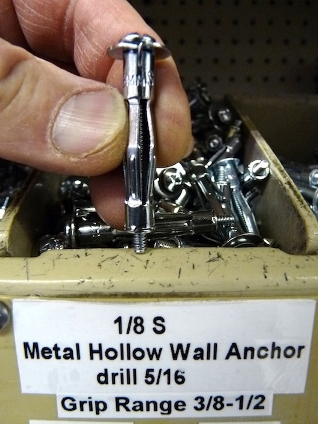 1/8 S
Metal Hollow Wall Anchor
drill 5/16
Grip Range 3/8-1/2